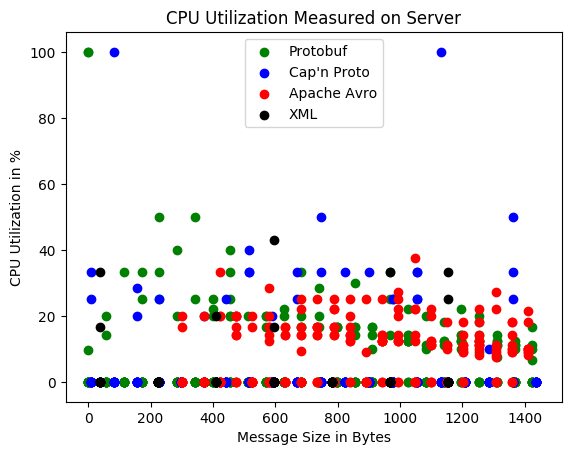 CPU Utilization Measured on Server
Protobuf
Cap'n Proto
Apache Avro
XML
CPU Utilization in %
100
80
60
40
20
0
0 200 400 600 800 1000 1200 1400
Message Size in Bytes